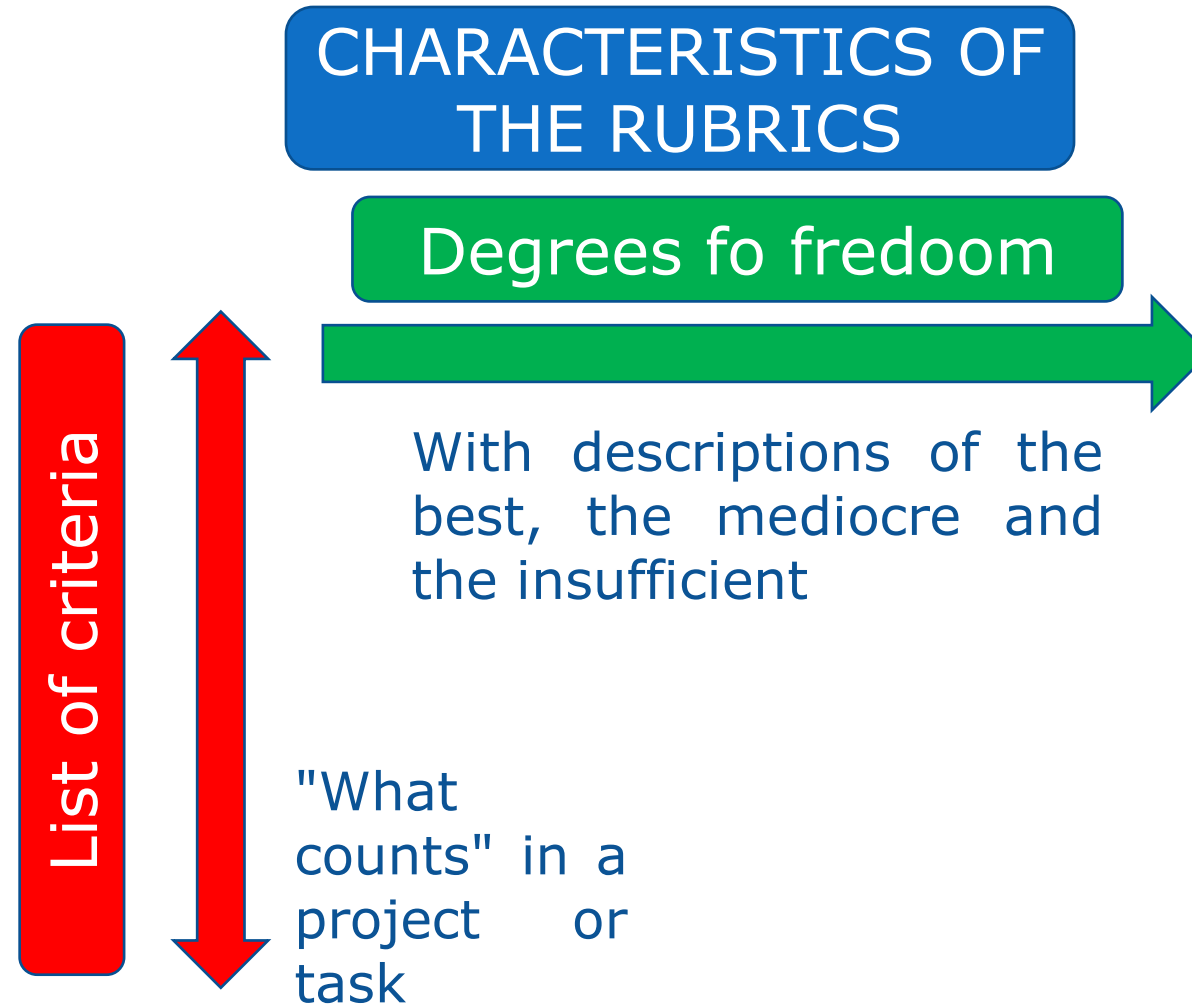 CHARACTERISTICS OF
THE RUBRICS
Degrees fo fredoom
List of criteria
With descriptions of the
best, the mediocre and
the insufficient
"What
counts" in a
project or
task